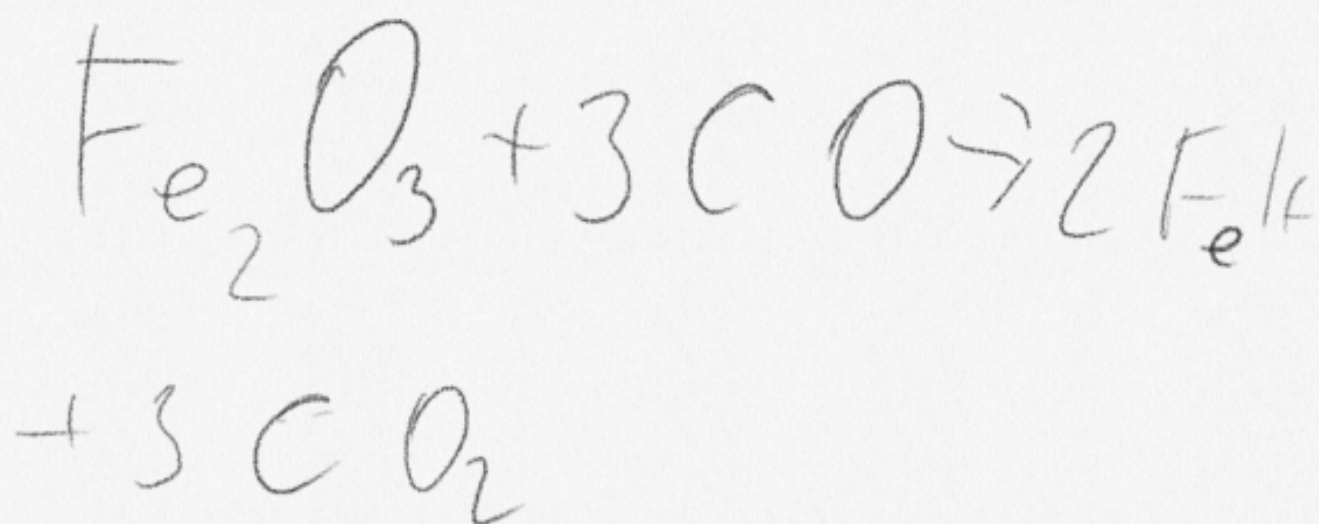 Fe₂O₃ + 3CO → 2Fe
+ 3CO₂